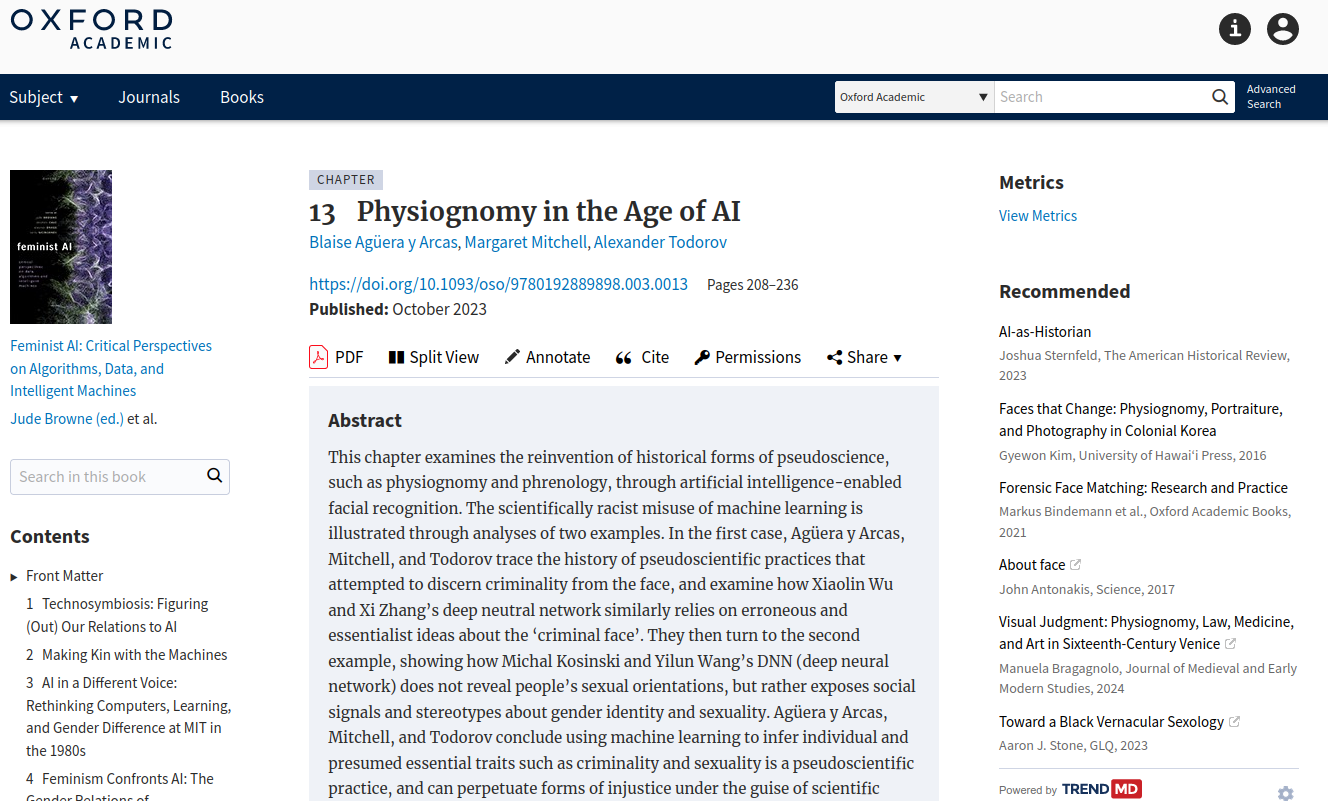 OXFORD
ACADEMIC
Subject ▼
Journals
Books
Oxford Academic
Search
Advanced
Search
feminist AI
Feminist AI: Critical Perspectives
on Algorithms, Data, and
Intelligent Machines
Jude Browne (ed.) et al.
Search in this book
Contents
Front Matter
1 Technosymbiosis: Figuring
(Out) Our Relations to AI
2 Making Kin with the Machines
3 AI in a Different Voice:
Rethinking Computers, Learning,
and Gender Difference at MIT in
the 1980s
4 Feminism Confronts AI: The
Gender Relations of
CHAPTER
13 Physiognomy in the Age of AI
Blaise Agüera y Arcas, Margaret Mitchell, Alexander Todorov
https://doi.org/10.1093/oso/9780192889898.003.0013 Pages 208–236
Published: October 2023
PDF
Split View
Annotate
Cite
Permissions
Share ▼
Abstract
This chapter examines the reinvention of historical forms of pseudoscience,
such as physiognomy and phrenology, through artificial intelligence-enabled
facial recognition. The scientifically racist misuse of machine learning is
illustrated through analyses of two examples. In the first case, Agüera y Arcas,
Mitchell, and Todorov trace the history of pseudoscientific practices that
attempted to discern criminality from the face, and examine how Xiaolin Wu
and Xi Zhang’s deep neutral network similarly relies on erroneous and
essentialist ideas about the ‘criminal face’. They then turn to the second
example, showing how Michal Kosinski and Yilun Wang’s DNN (deep neural
network) does not reveal people’s sexual orientations, but rather exposes social
signals and stereotypes about gender identity and sexuality. Agüera y Arcas,
Mitchell, and Todorov conclude using machine learning to infer individual and
presumed essential traits such as criminality and sexuality is a pseudoscientific
practice, and can perpetuate forms of injustice under the guise of scientific
Metrics
View Metrics
Recommended
AI-as-Historian
Joshua Sternfeld, The American Historical Review,
2023
Faces that Change: Physiognomy, Portraiture,
and Photography in Colonial Korea
Gyewon Kim, University of Hawai‘i Press, 2016
Forensic Face Matching: Research and Practice
Markus Bindemann et al., Oxford Academic Books,
2021
About face
John Antonakis, Science, 2017
Visual Judgment: Physiognomy, Law, Medicine,
and Art in Sixteenth-Century Venice
Manuela Bragagnolo, Journal of Medieval and Early
Modern Studies, 2024
Toward a Black Vernacular Sexology
Aaron J. Stone, GLQ, 2023
Powered by TREND MD